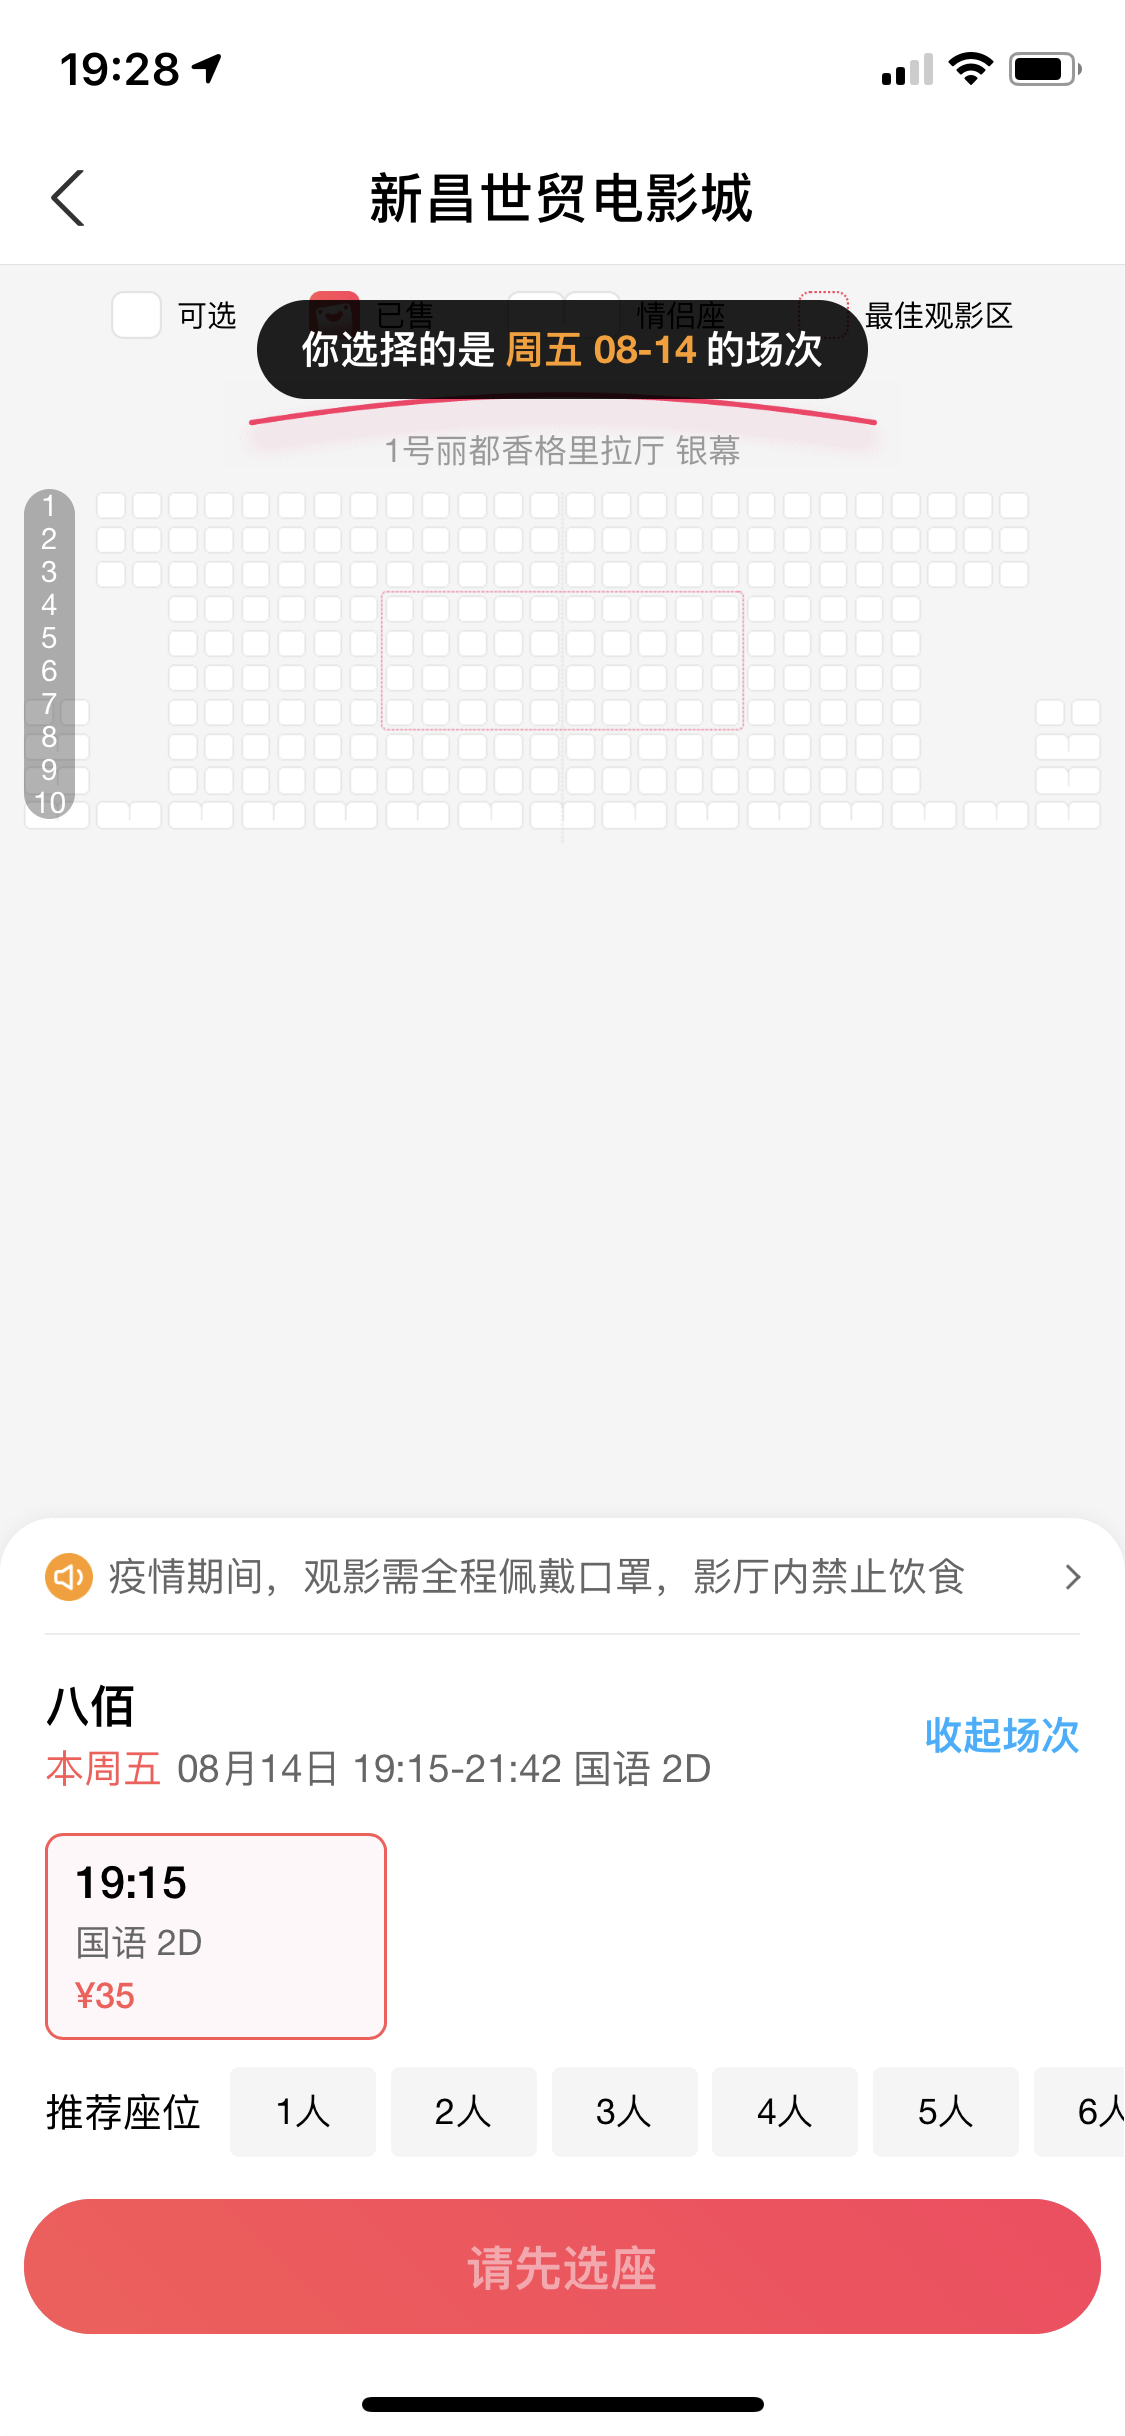 19:28
新昌世贸电影城
可选 已售 情侣座 最佳观影区
你选择的是 周五 08-14 的场次
1号丽都香格里拉厅 银幕
1
2
3
4
5
6
7
8
9
10
疫情期间，观影需全程佩戴口罩，影厅内禁止饮食
八佰
收起场次
本周五 08月14日 19:15-21:42 国语 2D
19:15
国语 2D
¥35
推荐座位 1人 2人 3人 4人 5人 6人
请先选座